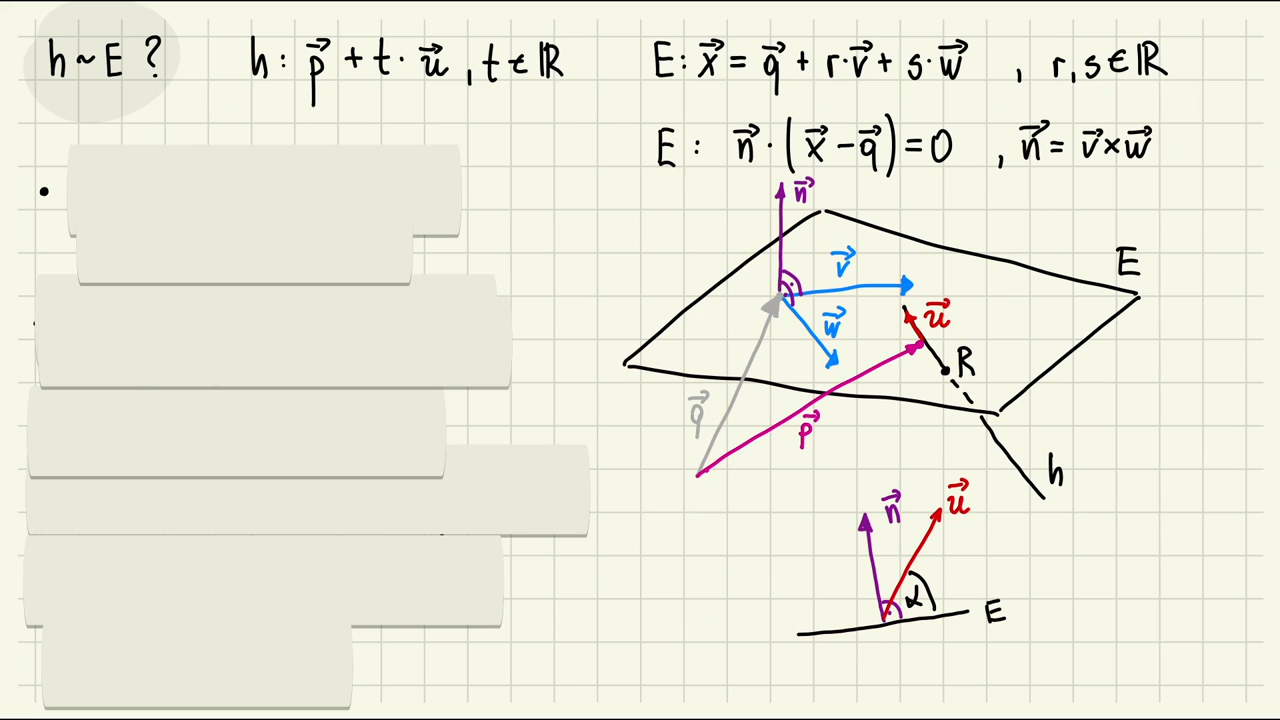 h ~ E ?
h: p⃗ + t · u⃗ , t ∈ ℝ
E: x⃗ = q⃗ + r·v⃗ + s·w⃗ , r, s ∈ ℝ
E: n⃗ · (x⃗ − q⃗) = 0 , n⃗ = v⃗ × w⃗
•
n⃗
E
v⃗
w⃗
u⃗
R
q⃗
p⃗
h
n⃗
u⃗
α
E